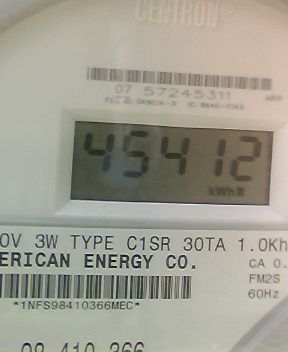 CENTRON®
07 57245311
45412
kWh
0V 3W TYPE C1SR 30TA 1.0Kh
ERICAN ENERGY CO.
CA 0.
FM2S
*1NFS98410366MEC*
60Hz
98 410 366